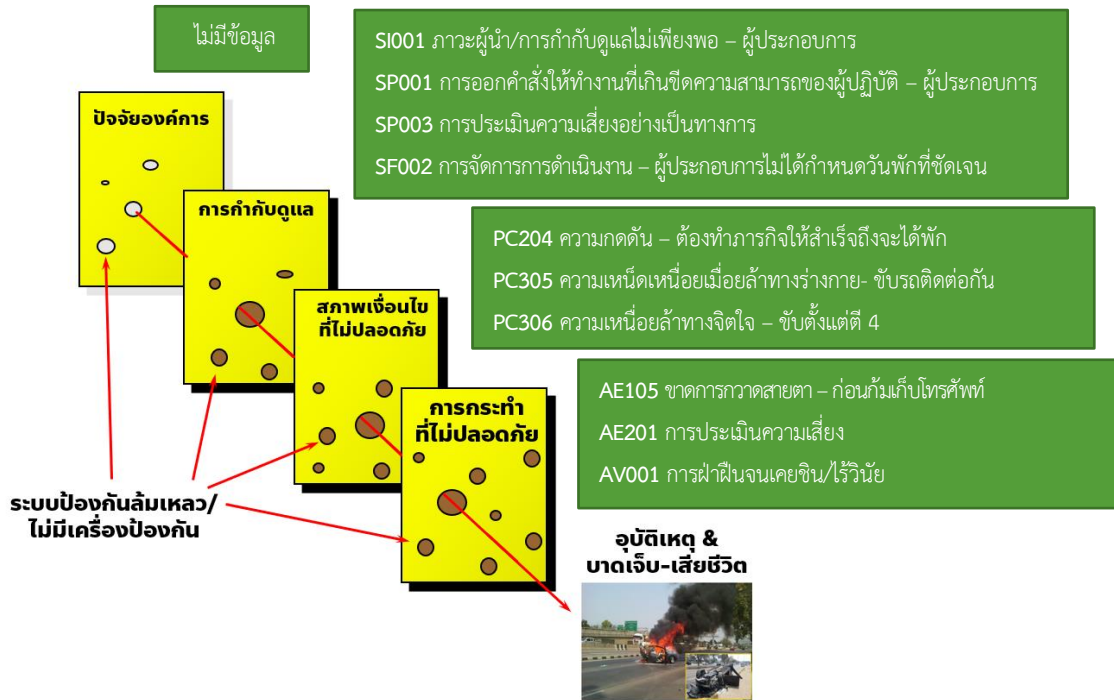 ไม่มีข้อมูล
SI001 ภาวะผู้นำ/การกำกับดูแลไม่เพียงพอ – ผู้ประกอบการ
SP001 การออกคำสั่งให้ทำงานที่เกินขีดความสามารถของผู้ปฏิบัติ – ผู้ประกอบการ
SP003 การประเมินความเสี่ยงอย่างเป็นทางการ
SF002 การจัดการการดำเนินงาน – ผู้ประกอบการไม่ได้กำหนดวันพักที่ชัดเจน
ปัจจัยองค์การ
การกำกับดูแล
PC204 ความกดดัน – ต้องทำภารกิจให้สำเร็จถึงจะได้พัก
PC305 ความเหน็ดเหนื่อยเมื่อยล้าทางร่างกาย- ขับรถติดต่อกัน
PC306 ความเหนื่อยล้าทางจิตใจ – ขับตั้งแต่ตี 4
สภาพเงื่อนไข
ที่ไม่ปลอดภัย
AE105 ขาดการกวาดสายตา – ก่อนก้มเก็บโทรศัพท์
AE201 การประเมินความเสี่ยง
AV001 การฝ่าฝืนจนเคยชิน/ไร้วินัย
การกระทำ
ที่ไม่ปลอดภัย
ระบบป้องกันล้มเหลว/
ไม่มีเครื่องป้องกัน
อุบัติเหตุ &
บาดเจ็บ-เสียชีวิต